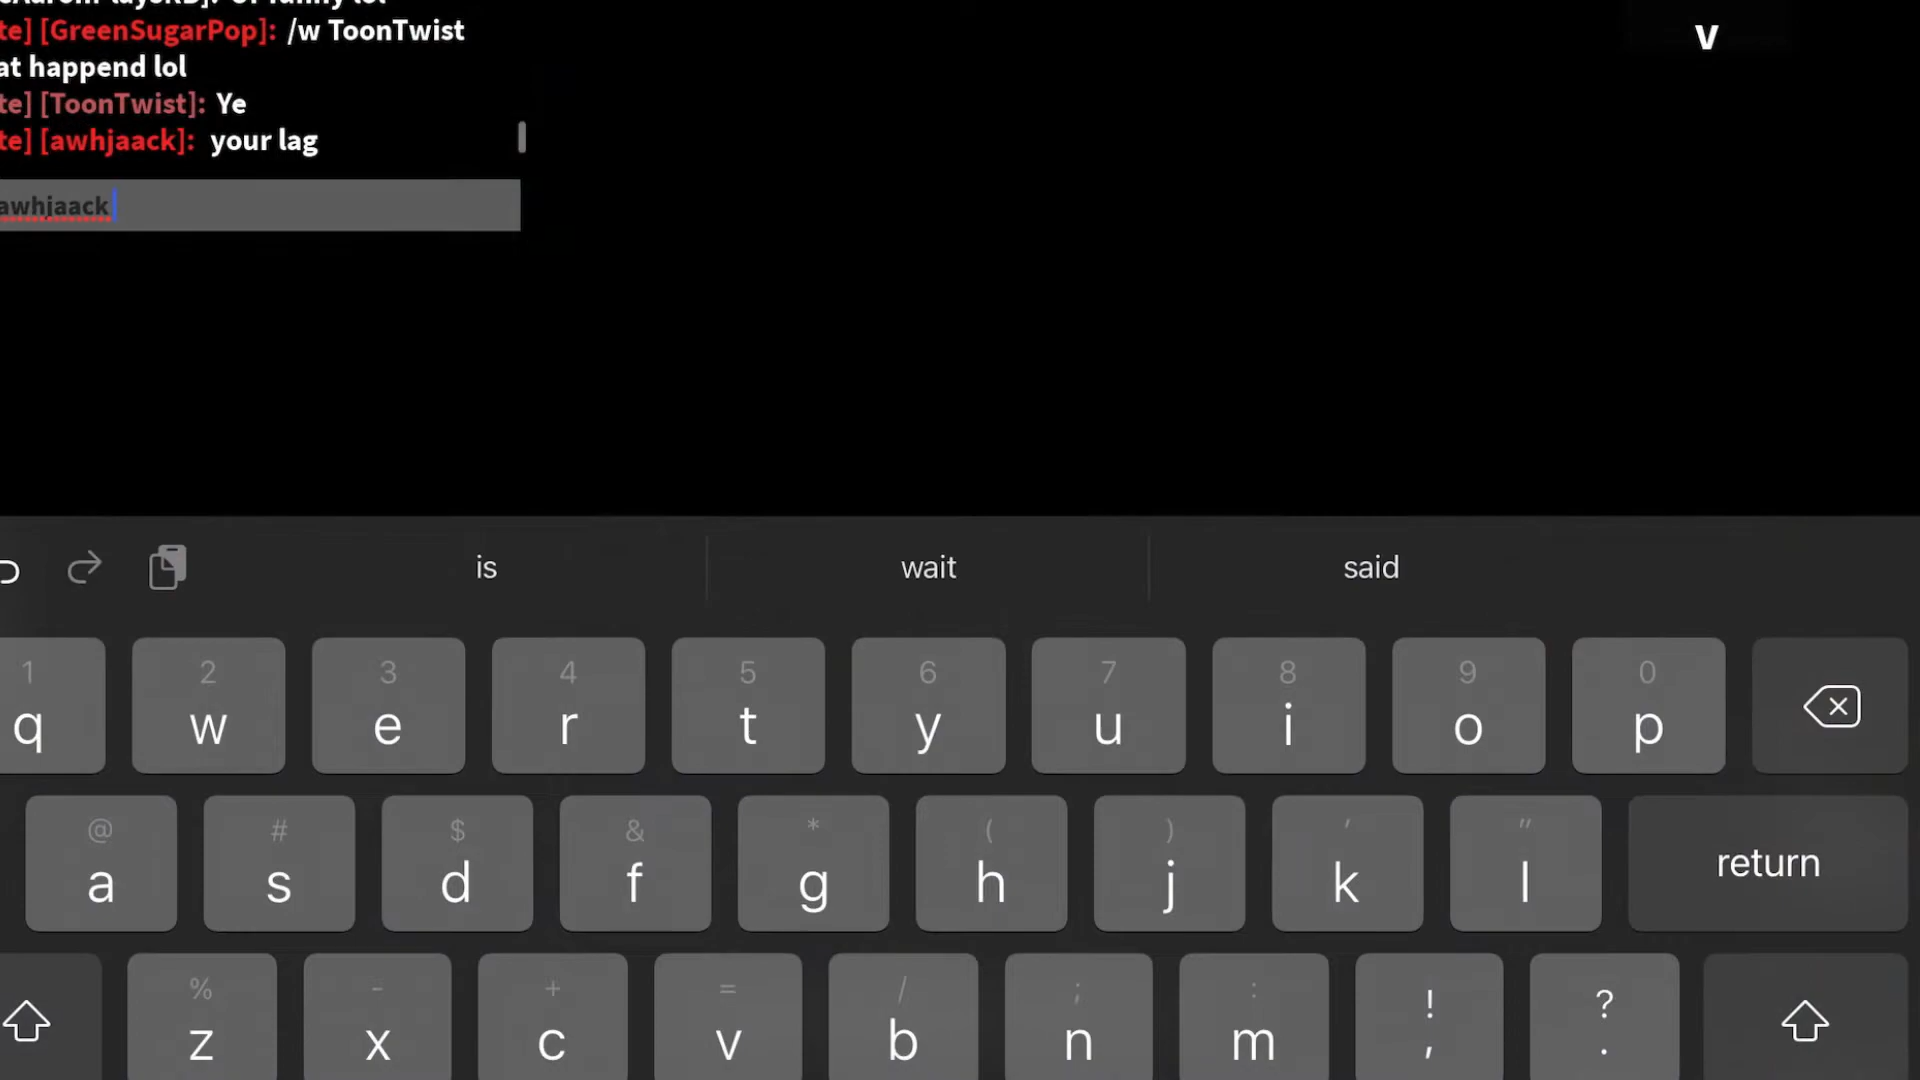 te] [GreenSugarPop]: /w ToonTwist
at happend lol
te] [ToonTwist]: Ye
te] [awhjaack]: your lag
awhjaack
v
is wait said
1 2 3 4 5 6 7 8 9 0
q w e r t y u i o p
@ # $ & * ( ) ' "
a s d f g h j k l return
% - + = / ; : ! ?
z x c v b n m , .